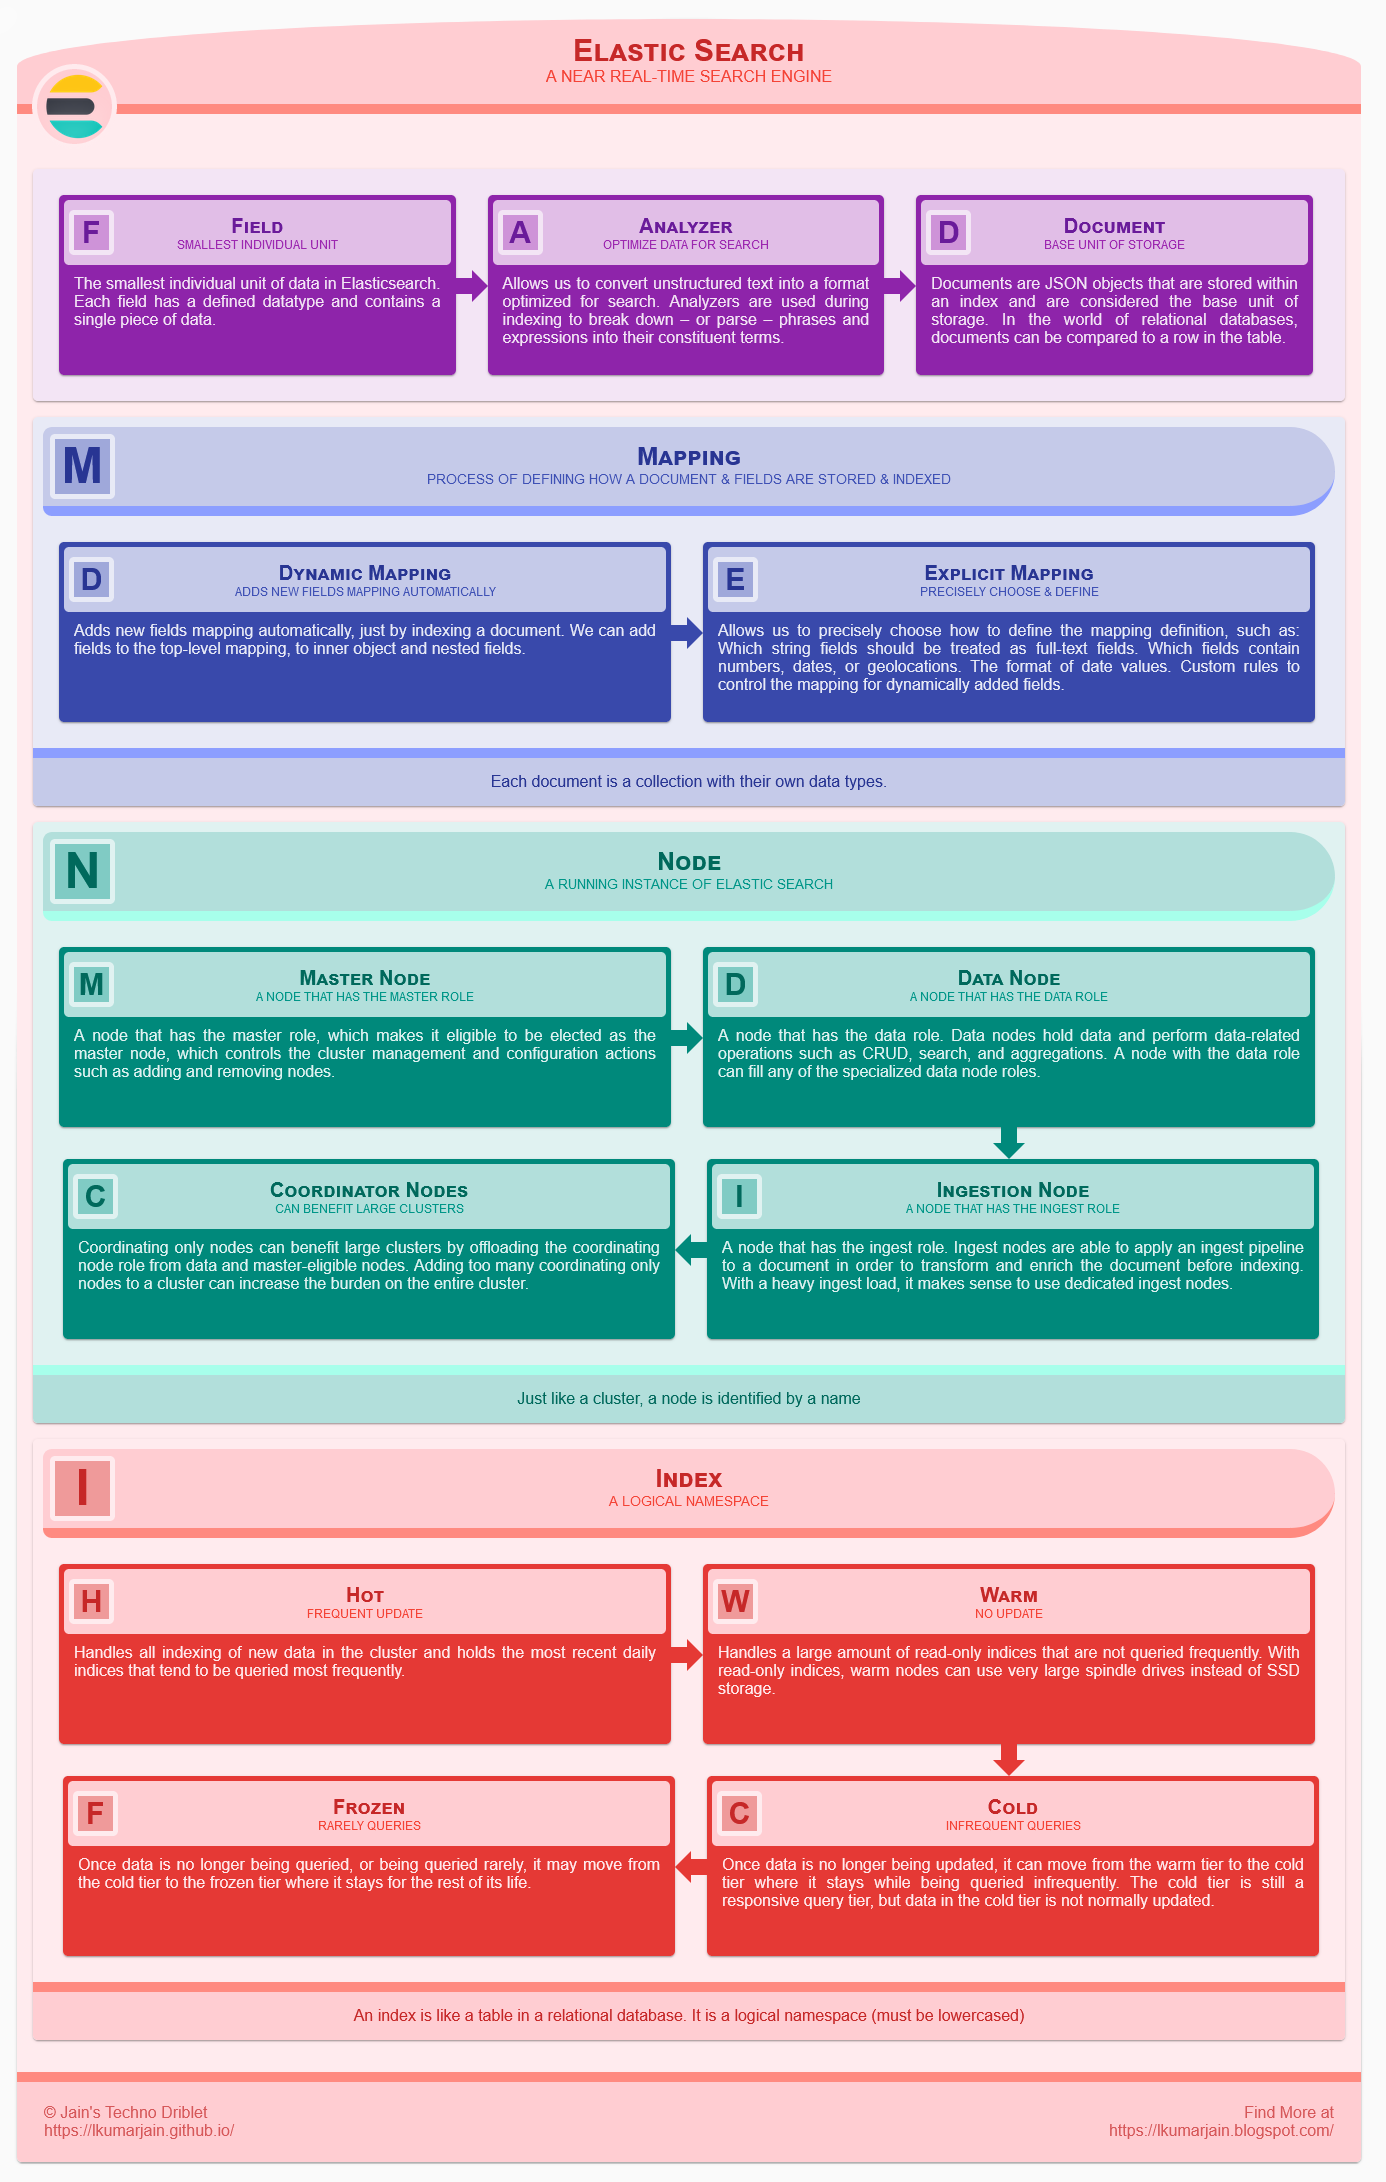 Elastic Search
A NEAR REAL-TIME SEARCH ENGINE
F
Field
SMALLEST INDIVIDUAL UNIT
The smallest individual unit of data in Elasticsearch.
Each field has a defined datatype and contains a
single piece of data.
A
Analyzer
OPTIMIZE DATA FOR SEARCH
Allows us to convert unstructured text into a format
optimized for search. Analyzers are used during
indexing to break down – or parse – phrases and
expressions into their constituent terms.
D
Document
BASE UNIT OF STORAGE
Documents are JSON objects that are stored within
an index and are considered the base unit of
storage. In the world of relational databases,
documents can be compared to a row in the table.
M
Mapping
PROCESS OF DEFINING HOW A DOCUMENT & FIELDS ARE STORED & INDEXED
D
Dynamic Mapping
ADDS NEW FIELDS MAPPING AUTOMATICALLY
Adds new fields mapping automatically, just by indexing a document. We can add
fields to the top-level mapping, to inner object and nested fields.
E
Explicit Mapping
PRECISELY CHOOSE & DEFINE
Allows us to precisely choose how to define the mapping definition, such as:
Which string fields should be treated as full-text fields. Which fields contain
numbers, dates, or geolocations. The format of date values. Custom rules to
control the mapping for dynamically added fields.
Each document is a collection with their own data types.
N
Node
A RUNNING INSTANCE OF ELASTIC SEARCH
M
Master Node
A NODE THAT HAS THE MASTER ROLE
A node that has the master role, which makes it eligible to be elected as the
master node, which controls the cluster management and configuration actions
such as adding and removing nodes.
D
Data Node
A NODE THAT HAS THE DATA ROLE
A node that has the data role. Data nodes hold data and perform data-related
operations such as CRUD, search, and aggregations. A node with the data role
can fill any of the specialized data node roles.
C
Coordinator Nodes
CAN BENEFIT LARGE CLUSTERS
Coordinating only nodes can benefit large clusters by offloading the coordinating
node role from data and master-eligible nodes. Adding too many coordinating only
nodes to a cluster can increase the burden on the entire cluster.
I
Ingestion Node
A NODE THAT HAS THE INGEST ROLE
A node that has the ingest role. Ingest nodes are able to apply an ingest pipeline
to a document in order to transform and enrich the document before indexing.
With a heavy ingest load, it makes sense to use dedicated ingest nodes.
Just like a cluster, a node is identified by a name
I
Index
A LOGICAL NAMESPACE
H
Hot
FREQUENT UPDATE
Handles all indexing of new data in the cluster and holds the most recent daily
indices that tend to be queried most frequently.
W
Warm
NO UPDATE
Handles a large amount of read-only indices that are not queried frequently. With
read-only indices, warm nodes can use very large spindle drives instead of SSD
storage.
F
Frozen
RARELY QUERIES
Once data is no longer being queried, or being queried rarely, it may move from
the cold tier to the frozen tier where it stays for the rest of its life.
C
Cold
INFREQUENT QUERIES
Once data is no longer being updated, it can move from the warm tier to the cold
tier where it stays while being queried infrequently. The cold tier is still a
responsive query tier, but data in the cold tier is not normally updated.
An index is like a table in a relational database. It is a logical namespace (must be lowercased)
© Jain's Techno Driblet
https://lkumarjain.github.io/
Find More at
https://lkumarjain.blogspot.com/